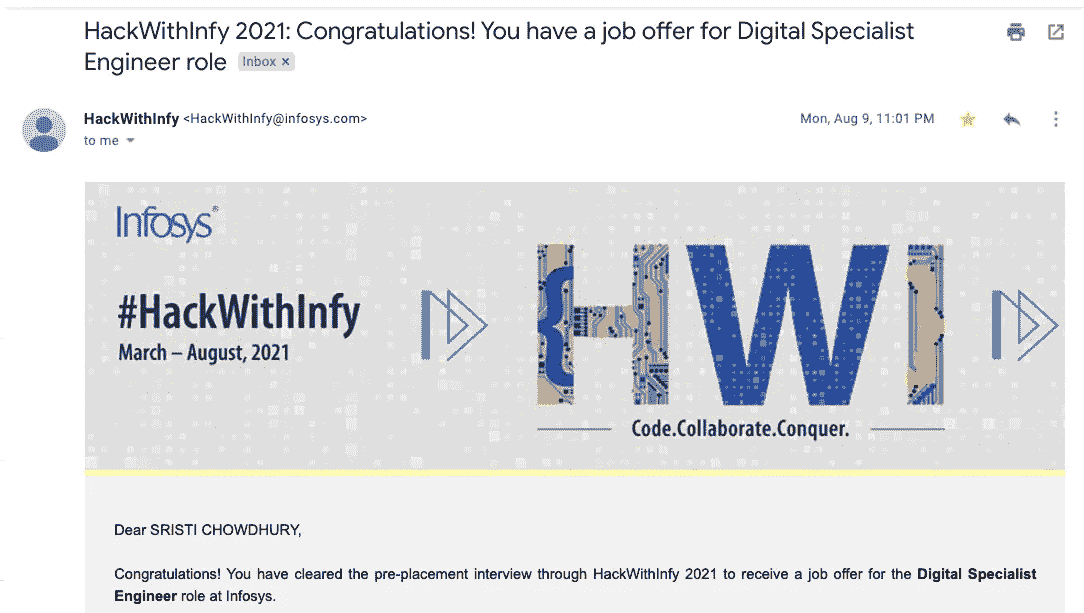 HackWithInfy 2021: Congratulations! You have a job offer for Digital Specialist
Engineer role Inbox ×
HackWithInfy <HackWithInfy@infosys.com> Mon, Aug 9, 11:01 PM
to me
Infosys®
#HackWithInfy
March – August, 2021
HWI
Code.Collaborate.Conquer.
Dear SRISTI CHOWDHURY,
Congratulations! You have cleared the pre-placement interview through HackWithInfy 2021 to receive a job offer for the Digital Specialist
Engineer role at Infosys.